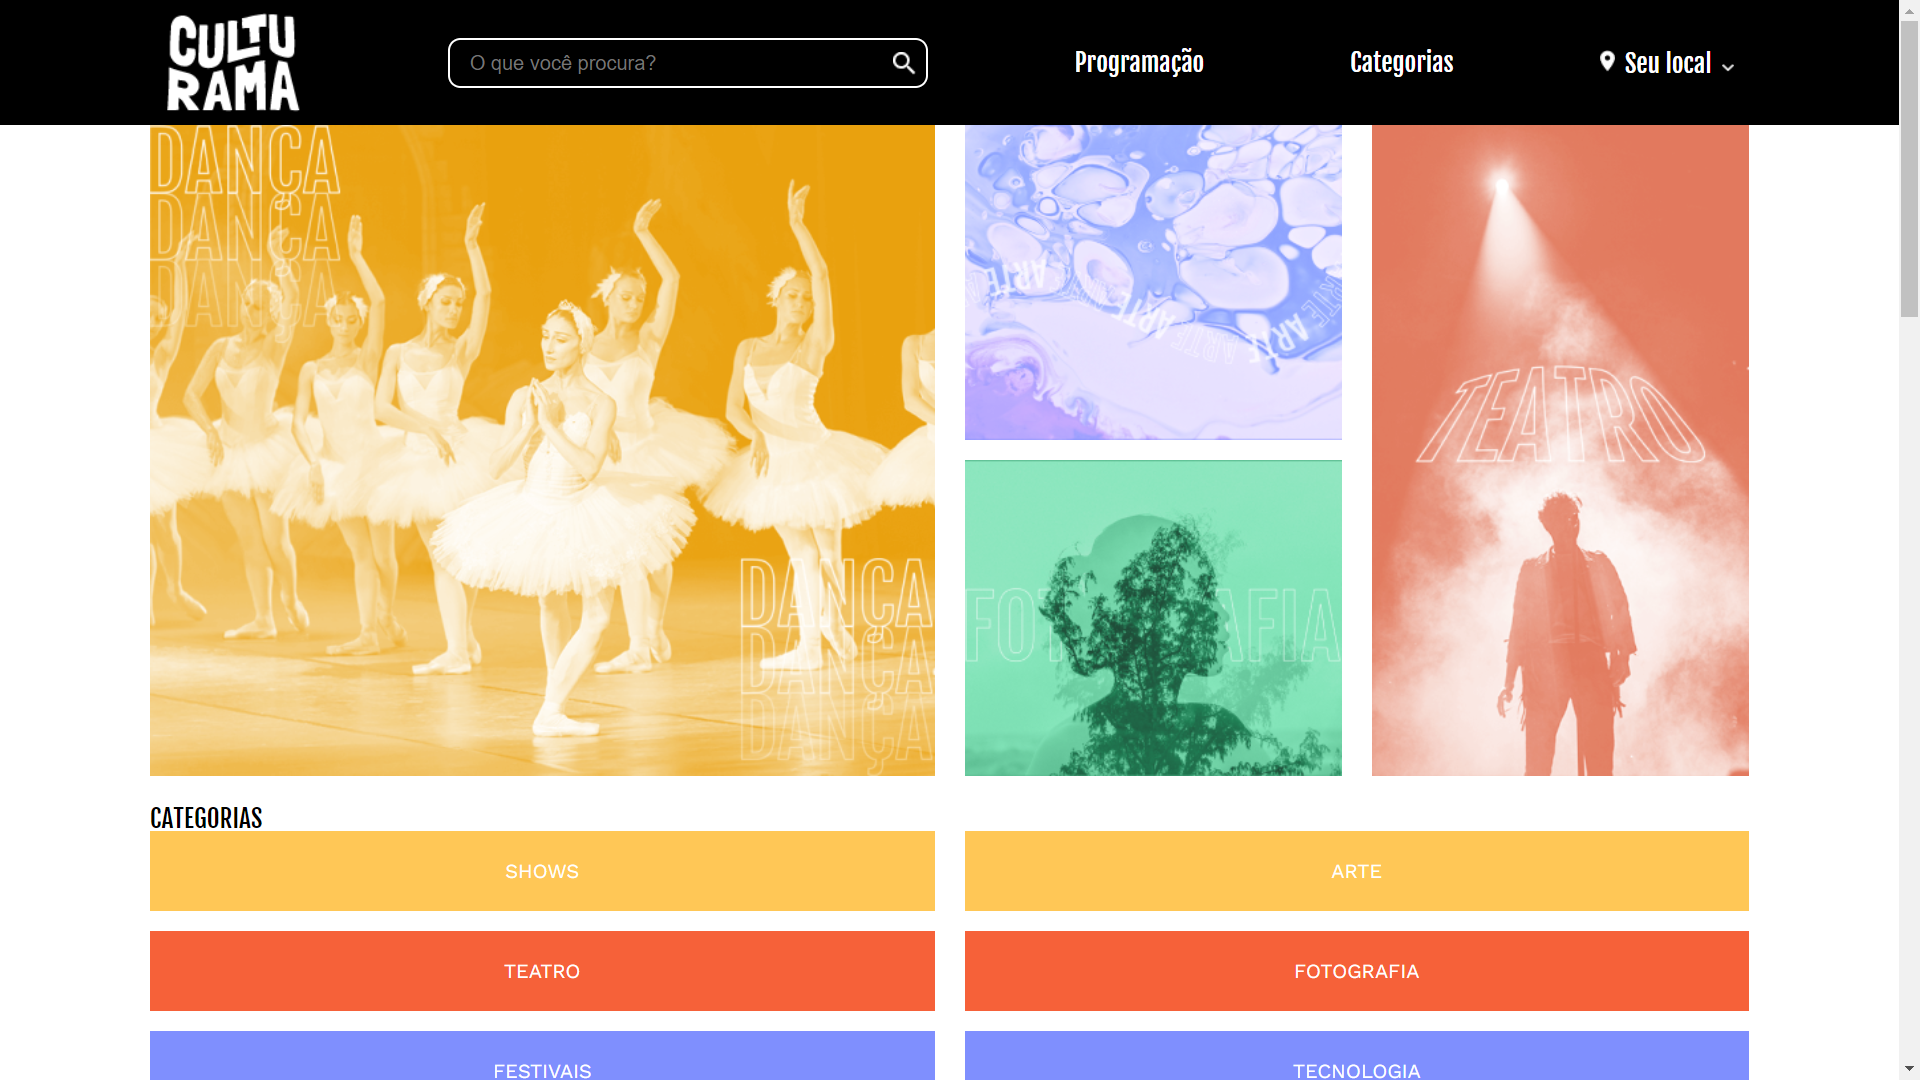 CULTU
RAMA
O que você procura?
Programação
Categorias
Seu local
DANÇA
DANÇA
DANÇA
ARTE
ARTE
ARTE
ARTE
ARTE
ARTE
TEATRO
FOTOGRAFIA
DANÇA
DANÇA
DANÇA
CATEGORIAS
SHOWS
ARTE
TEATRO
FOTOGRAFIA
FESTIVAIS
TECNOLOGIA